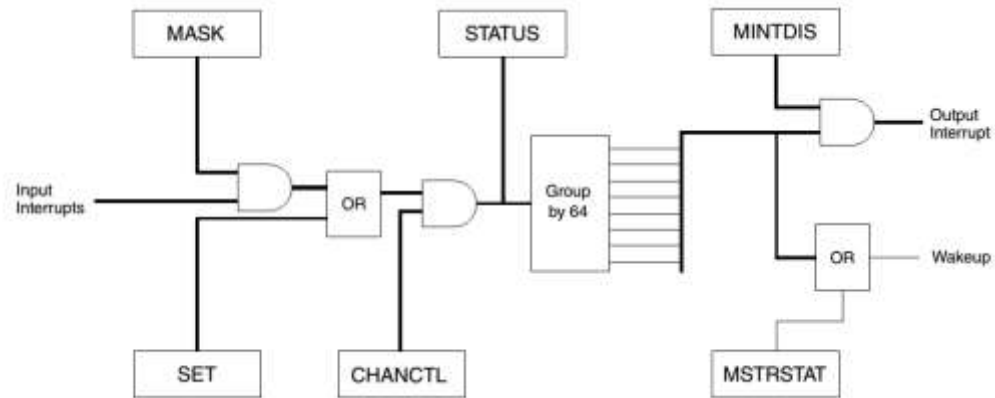 MASK
STATUS
MINTDIS
Output
Interrupt
Input
Interrupts
OR
Group
by 64
OR
Wakeup
SET
CHANCTL
MSTRSTAT